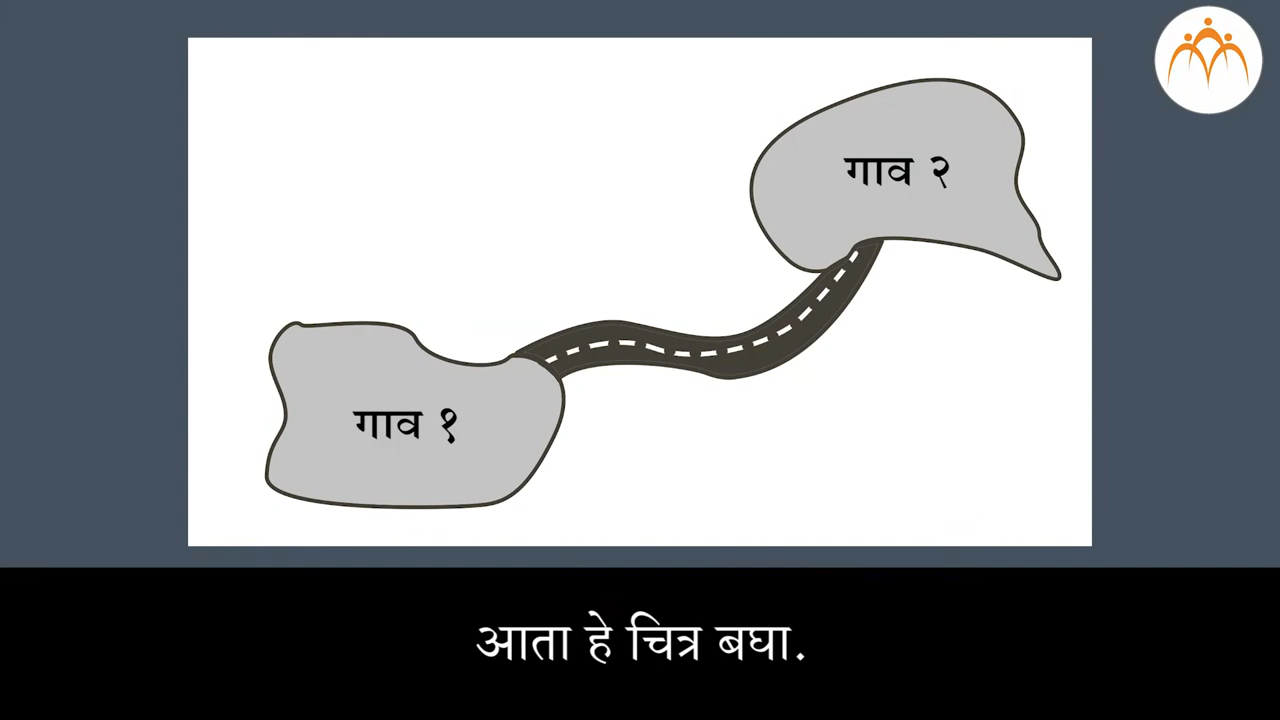 गाव २
गाव १
आता हे चित्र बघा.